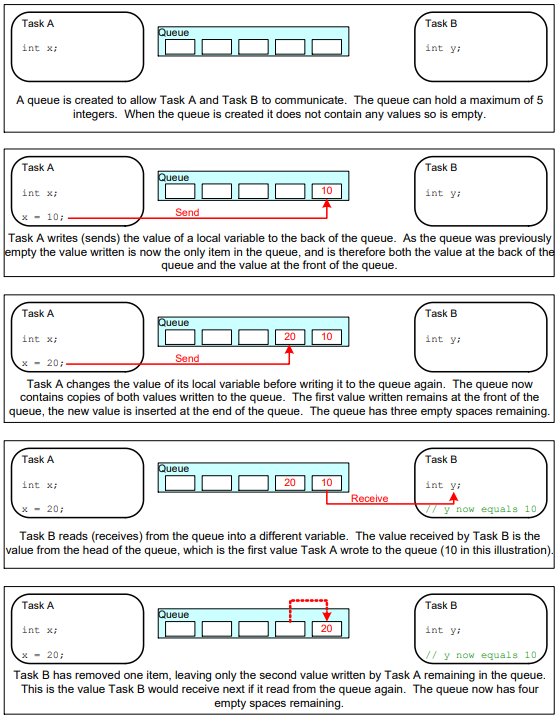 Task A
Queue
Task B
int x;
int y;
A queue is created to allow Task A and Task B to communicate.  The queue can hold a maximum of 5
integers.  When the queue is created it does not contain any values so is empty.
Task A
Queue
Task B
int x;
10
int y;
x = 10;
Send
Task A writes (sends) the value of a local variable to the back of the queue.  As the queue was previously
empty the value written is now the only item in the queue, and is therefore both the value at the back of the
queue and the value at the front of the queue.
Task A
Queue
Task B
int x;
20 10
int y;
x = 20;
Send
Task A changes the value of its local variable before writing it to the queue again.  The queue now
contains copies of both values written to the queue.  The first value written remains at the front of the
queue, the new value is inserted at the end of the queue.  The queue has three empty spaces remaining.
Task A
Queue
Task B
int x;
20 10
int y;
x = 20;
Receive
// y now equals 10
Task B reads (receives) from the queue into a different variable.  The value received by Task B is the
value from the head of the queue, which is the first value Task A wrote to the queue (10 in this illustration).
Task A
Queue
Task B
int x;
20
int y;
x = 20;
// y now equals 10
Task B has removed one item, leaving only the second value written by Task A remaining in the queue.
This is the value Task B would receive next if it read from the queue again.  The queue now has four
empty spaces remaining.